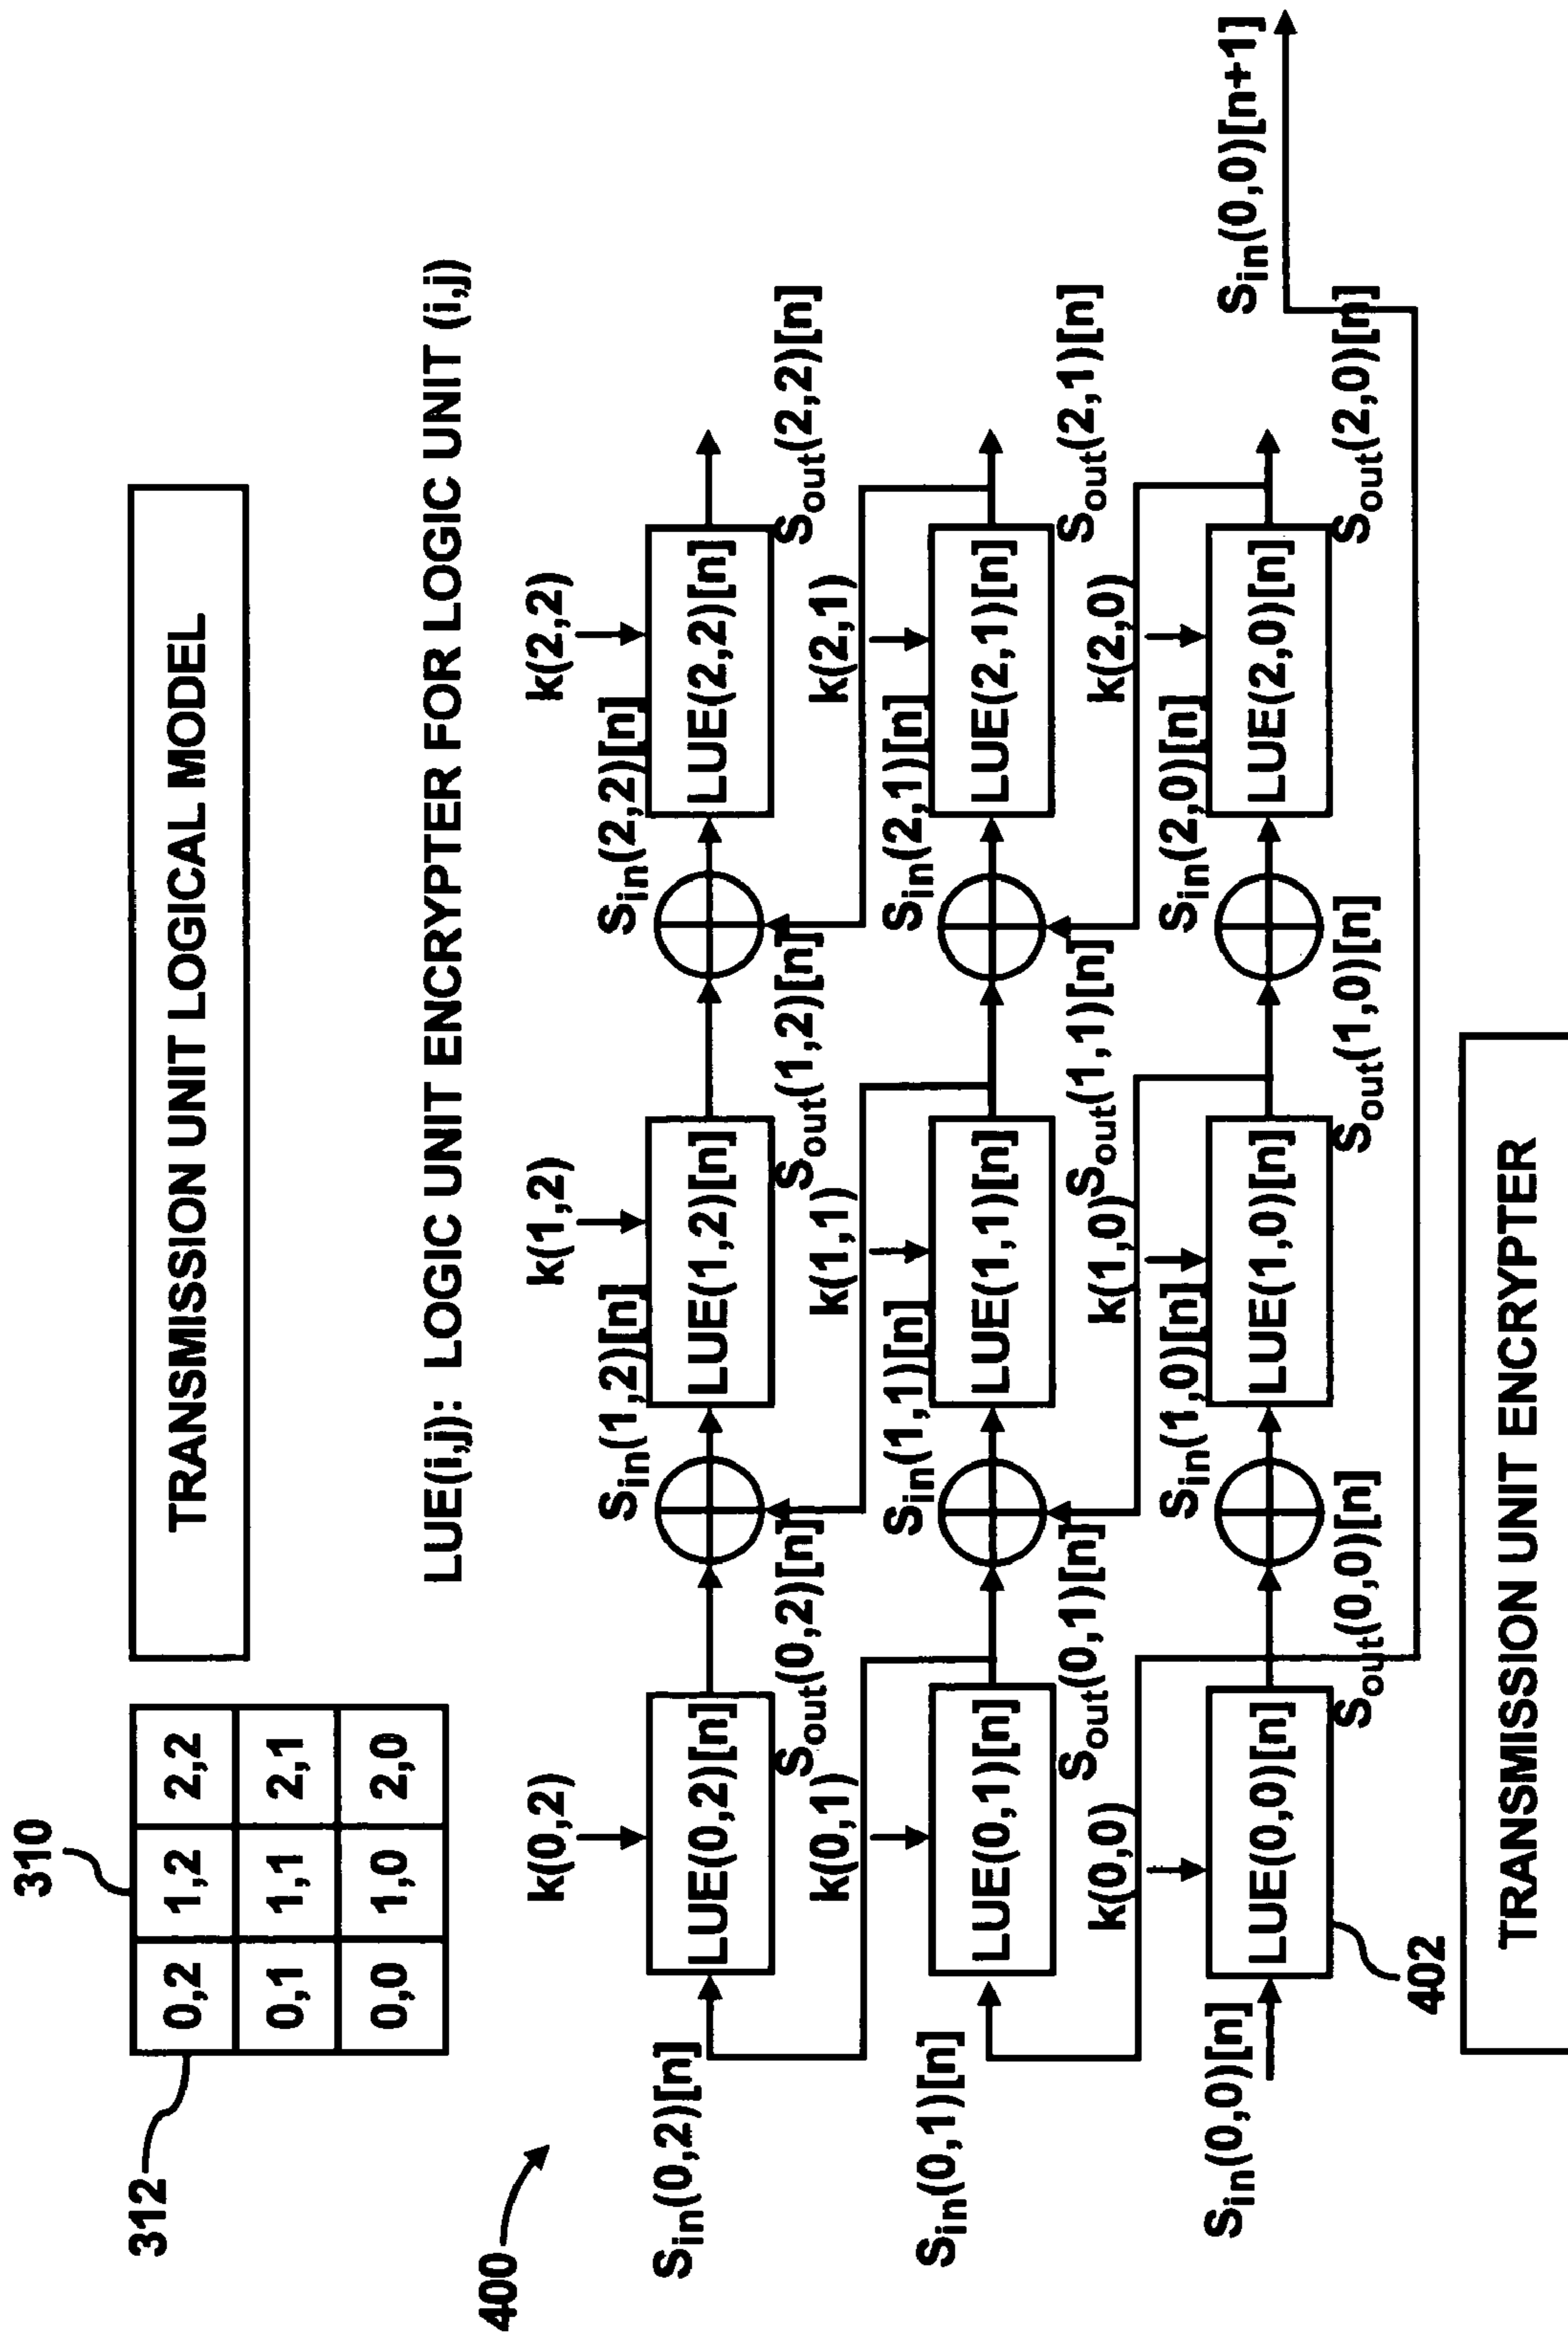 310
312
0,2 1,2 2,2
0,1 1,1 2,1
0,0 1,0 2,0
TRANSMISSION UNIT LOGICAL MODEL
400
LUE(i,j): LOGIC UNIT ENCRYPTER FOR LOGIC UNIT (i,j)
k(0,2) k(1,2) k(2,2)
Sin(0,2)[n] Sin(1,2)[n] Sin(2,2)[n]
LUE(0,2)[n] LUE(1,2)[n] LUE(2,2)[n]
Sout(0,2)[n] Sout(1,2)[n] Sout(2,2)[n]
k(0,1) k(1,1) k(2,1)
Sin(0,1)[n] Sin(1,1)[n] Sin(2,1)[n]
LUE(0,1)[n] LUE(1,1)[n] LUE(2,1)[n]
Sout(0,1)[n] Sout(1,1)[n] Sout(2,1)[n]
k(0,0) k(1,0) k(2,0)
Sin(0,0)[n] Sin(1,0)[n] Sin(2,0)[n] Sin(0,0)[n+1]
LUE(0,0)[n] LUE(1,0)[n] LUE(2,0)[n]
Sout(0,0)[n] Sout(1,0)[n] Sout(2,0)[n]
402
TRANSMISSION UNIT ENCRYPTER